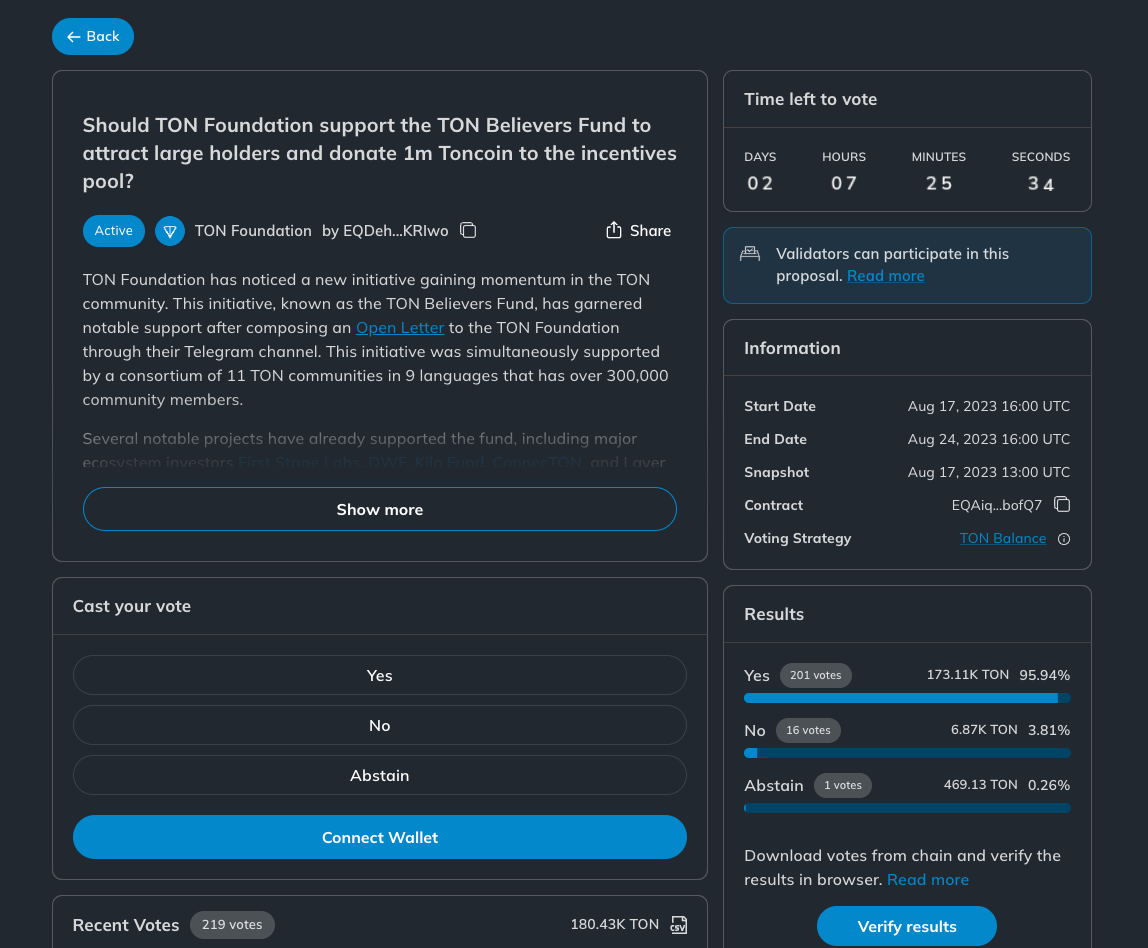 Back
Should TON Foundation support the TON Believers Fund to
attract large holders and donate 1m Toncoin to the incentives
pool?
Active TON Foundation by EQDeh...KRIwo Share
TON Foundation has noticed a new initiative gaining momentum in the TON
community. This initiative, known as the TON Believers Fund, has garnered
notable support after composing an Open Letter to the TON Foundation
through their Telegram channel. This initiative was simultaneously supported
by a consortium of 11 TON communities in 9 languages that has over 300,000
community members.
Several notable projects have already supported the fund, including major
ecosystem investors First Stage Labs, DWF, Kilo Fund, ConnecTON, and Layer
Show more
Cast your vote
Yes
No
Abstain
Connect Wallet
Recent Votes 219 votes 180.43K TON CSV
Time left to vote
DAYS HOURS MINUTES SECONDS
02 07 25 34
Validators can participate in this
proposal. Read more
Information
Start Date Aug 17, 2023 16:00 UTC
End Date Aug 24, 2023 16:00 UTC
Snapshot Aug 17, 2023 13:00 UTC
Contract EQAiq...bofQ7
Voting Strategy TON Balance
Results
Yes 201 votes 173.11K TON 95.94%
No 16 votes 6.87K TON 3.81%
Abstain 1 votes 469.13 TON 0.26%
Download votes from chain and verify the
results in browser. Read more
Verify results